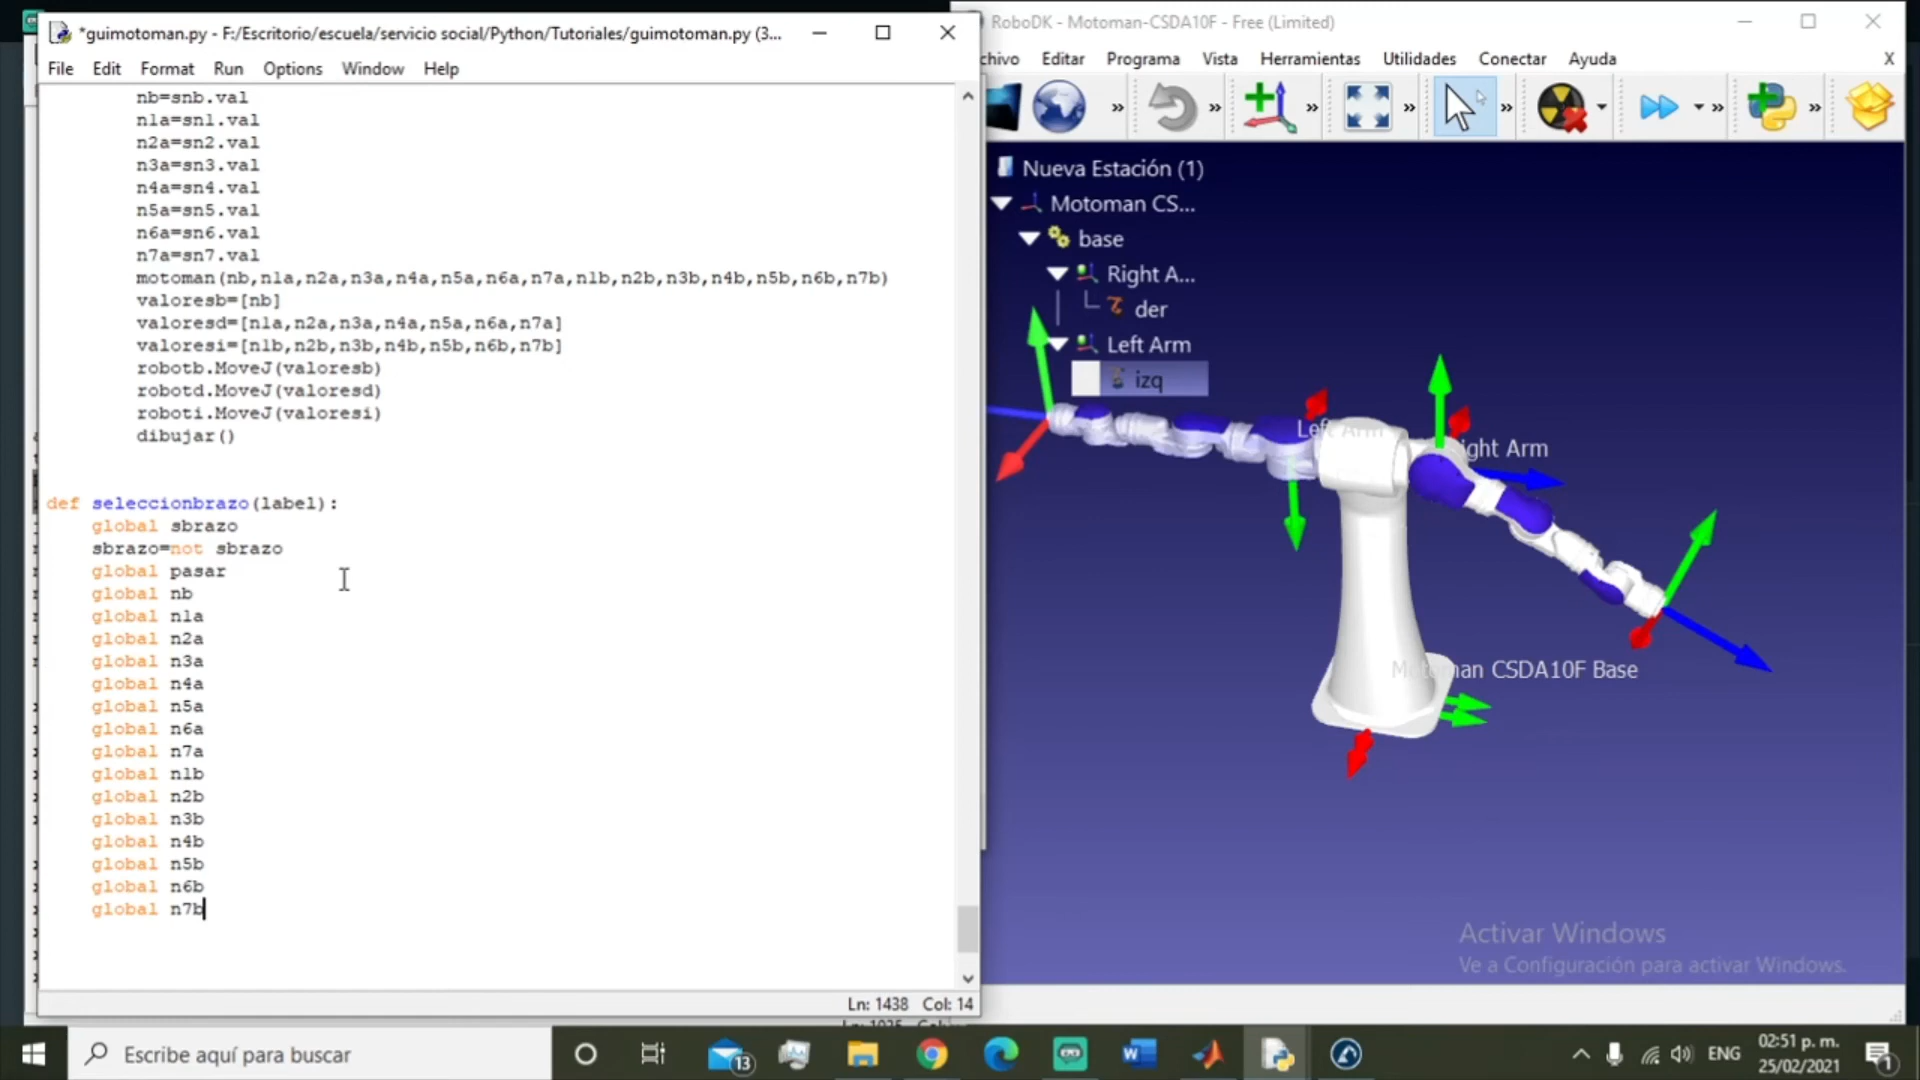 *guimotoman.py - F:/Escritorio/escuela/servicio social/Python/Tutoriales/guimotoman.py (3...
File Edit Format Run Options Window Help
nb=snb.val
n1a=sn1.val
n2a=sn2.val
n3a=sn3.val
n4a=sn4.val
n5a=sn5.val
n6a=sn6.val
n7a=sn7.val
motoman(nb,n1a,n2a,n3a,n4a,n5a,n6a,n7a,n1b,n2b,n3b,n4b,n5b,n6b,n7b)
valoresb=[nb]
valoresd=[n1a,n2a,n3a,n4a,n5a,n6a,n7a]
valoresi=[n1b,n2b,n3b,n4b,n5b,n6b,n7b]
robotb.MoveJ(valoresb)
robotd.MoveJ(valoresd)
roboti.MoveJ(valoresi)
dibujar()
def seleccionbrazo(label):
global sbrazo
sbrazo=not sbrazo
global pasar
global nb
global n1a
global n2a
global n3a
global n4a
global n5a
global n6a
global n7a
global n1b
global n2b
global n3b
global n4b
global n5b
global n6b
global n7b
Ln: 1438 Col: 14
RoboDK - Motoman-CSDA10F - Free (Limited)
chivo Editar Programa Vista Herramientas Utilidades Conectar Ayuda X
Nueva Estación (1)
Motoman CS...
base
Right A...
der
Left Arm
izq
Left Arm
ight Arm
Motoman CSDA10F Base
Activar Windows
Ve a Configuración para activar Windows.
Escribe aquí para buscar
13
ENG
02:51 p. m.
25/02/2021
1